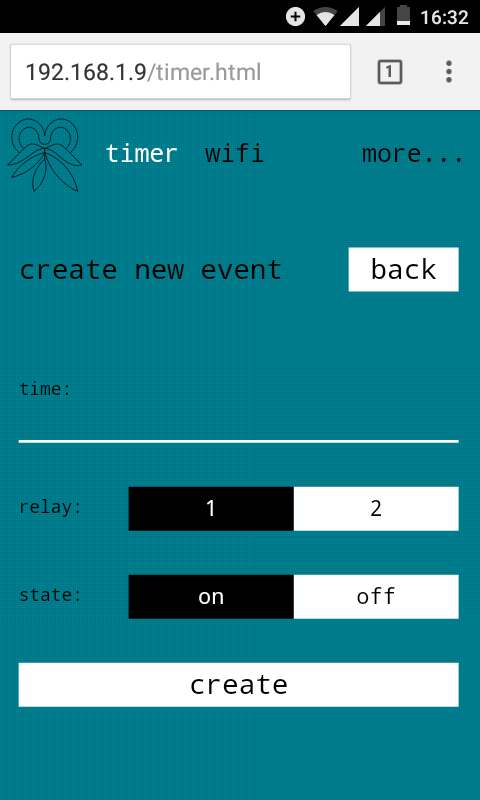 16:32
192.168.1.9/timer.html
1
timer wifi more...
create new event back
time:
relay: 1 2
state: on off
create